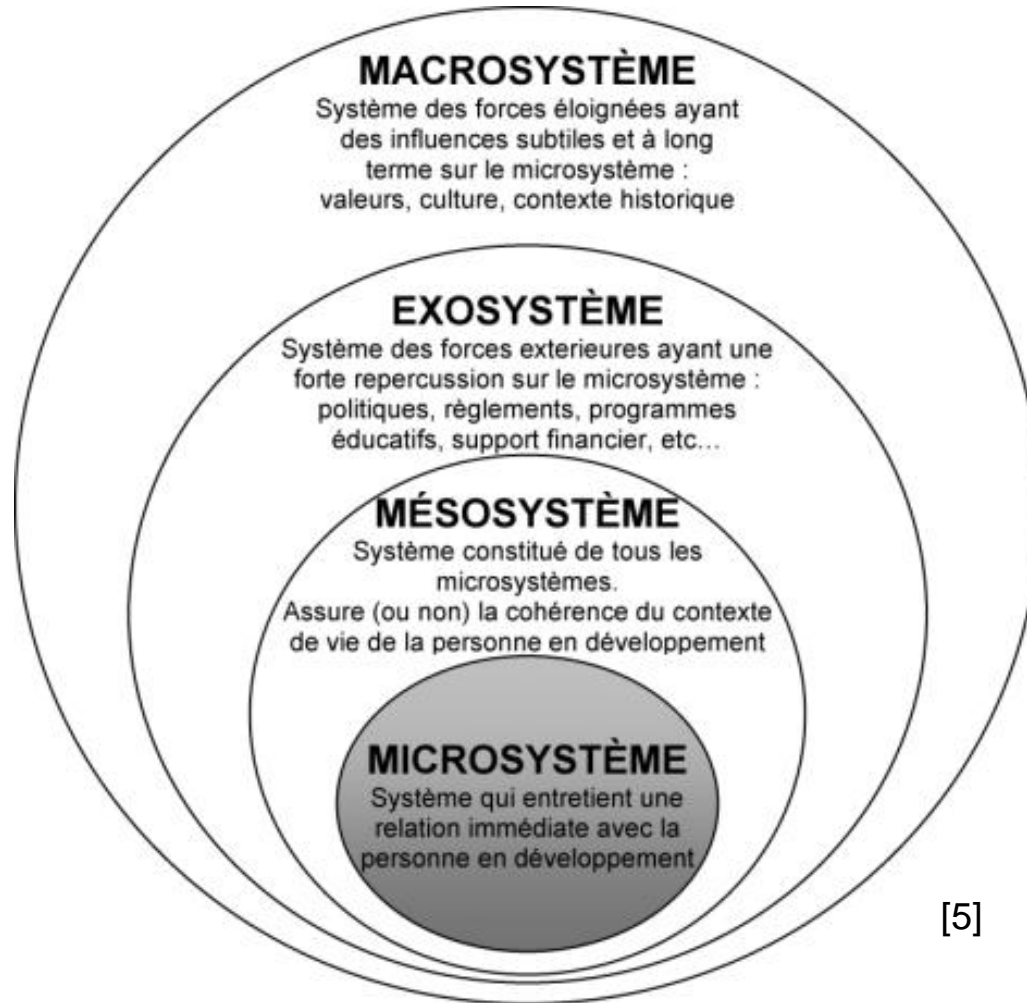 MACROSYSTÈME
Système des forces éloignées ayant
des influences subtiles et à long
terme sur le microsystème :
valeurs, culture, contexte historique
EXOSYSTÈME
Système des forces exterieures ayant une
forte repercussion sur le microsystème :
politiques, règlements, programmes
éducatifs, support financier, etc...
MÉSOSYSTÈME
Système constitué de tous les
microsystèmes.
Assure (ou non) la cohérence du contexte
de vie de la personne en développement
MICROSYSTÈME
Système qui entretient une
relation immédiate avec la
personne en développement
[5]